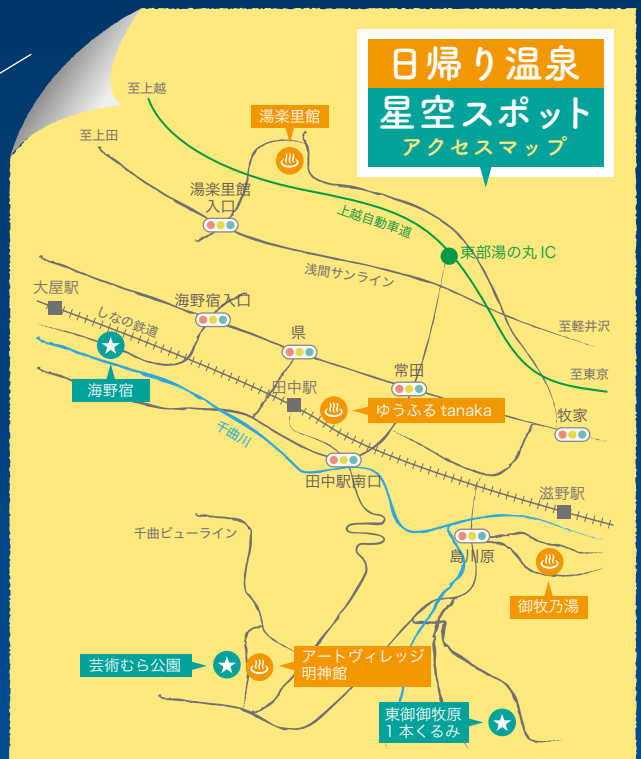 日帰り温泉
星空スポット
アクセスマップ
至上越
湯楽里館
至上田
湯楽里館
入口
上越自動車道
東部湯の丸 IC
浅間サンライン
大屋駅
海野宿入口
しなの鉄道
至軽井沢
県
海野宿
田中駅
常田
至東京
ゆうふる tanaka
牧家
千曲川
田中駅南口
滋野駅
千曲ビューライン
島川原
御牧乃湯
芸術むら公園
アートヴィレッジ
明神館
東御御牧原
1 本くるみ